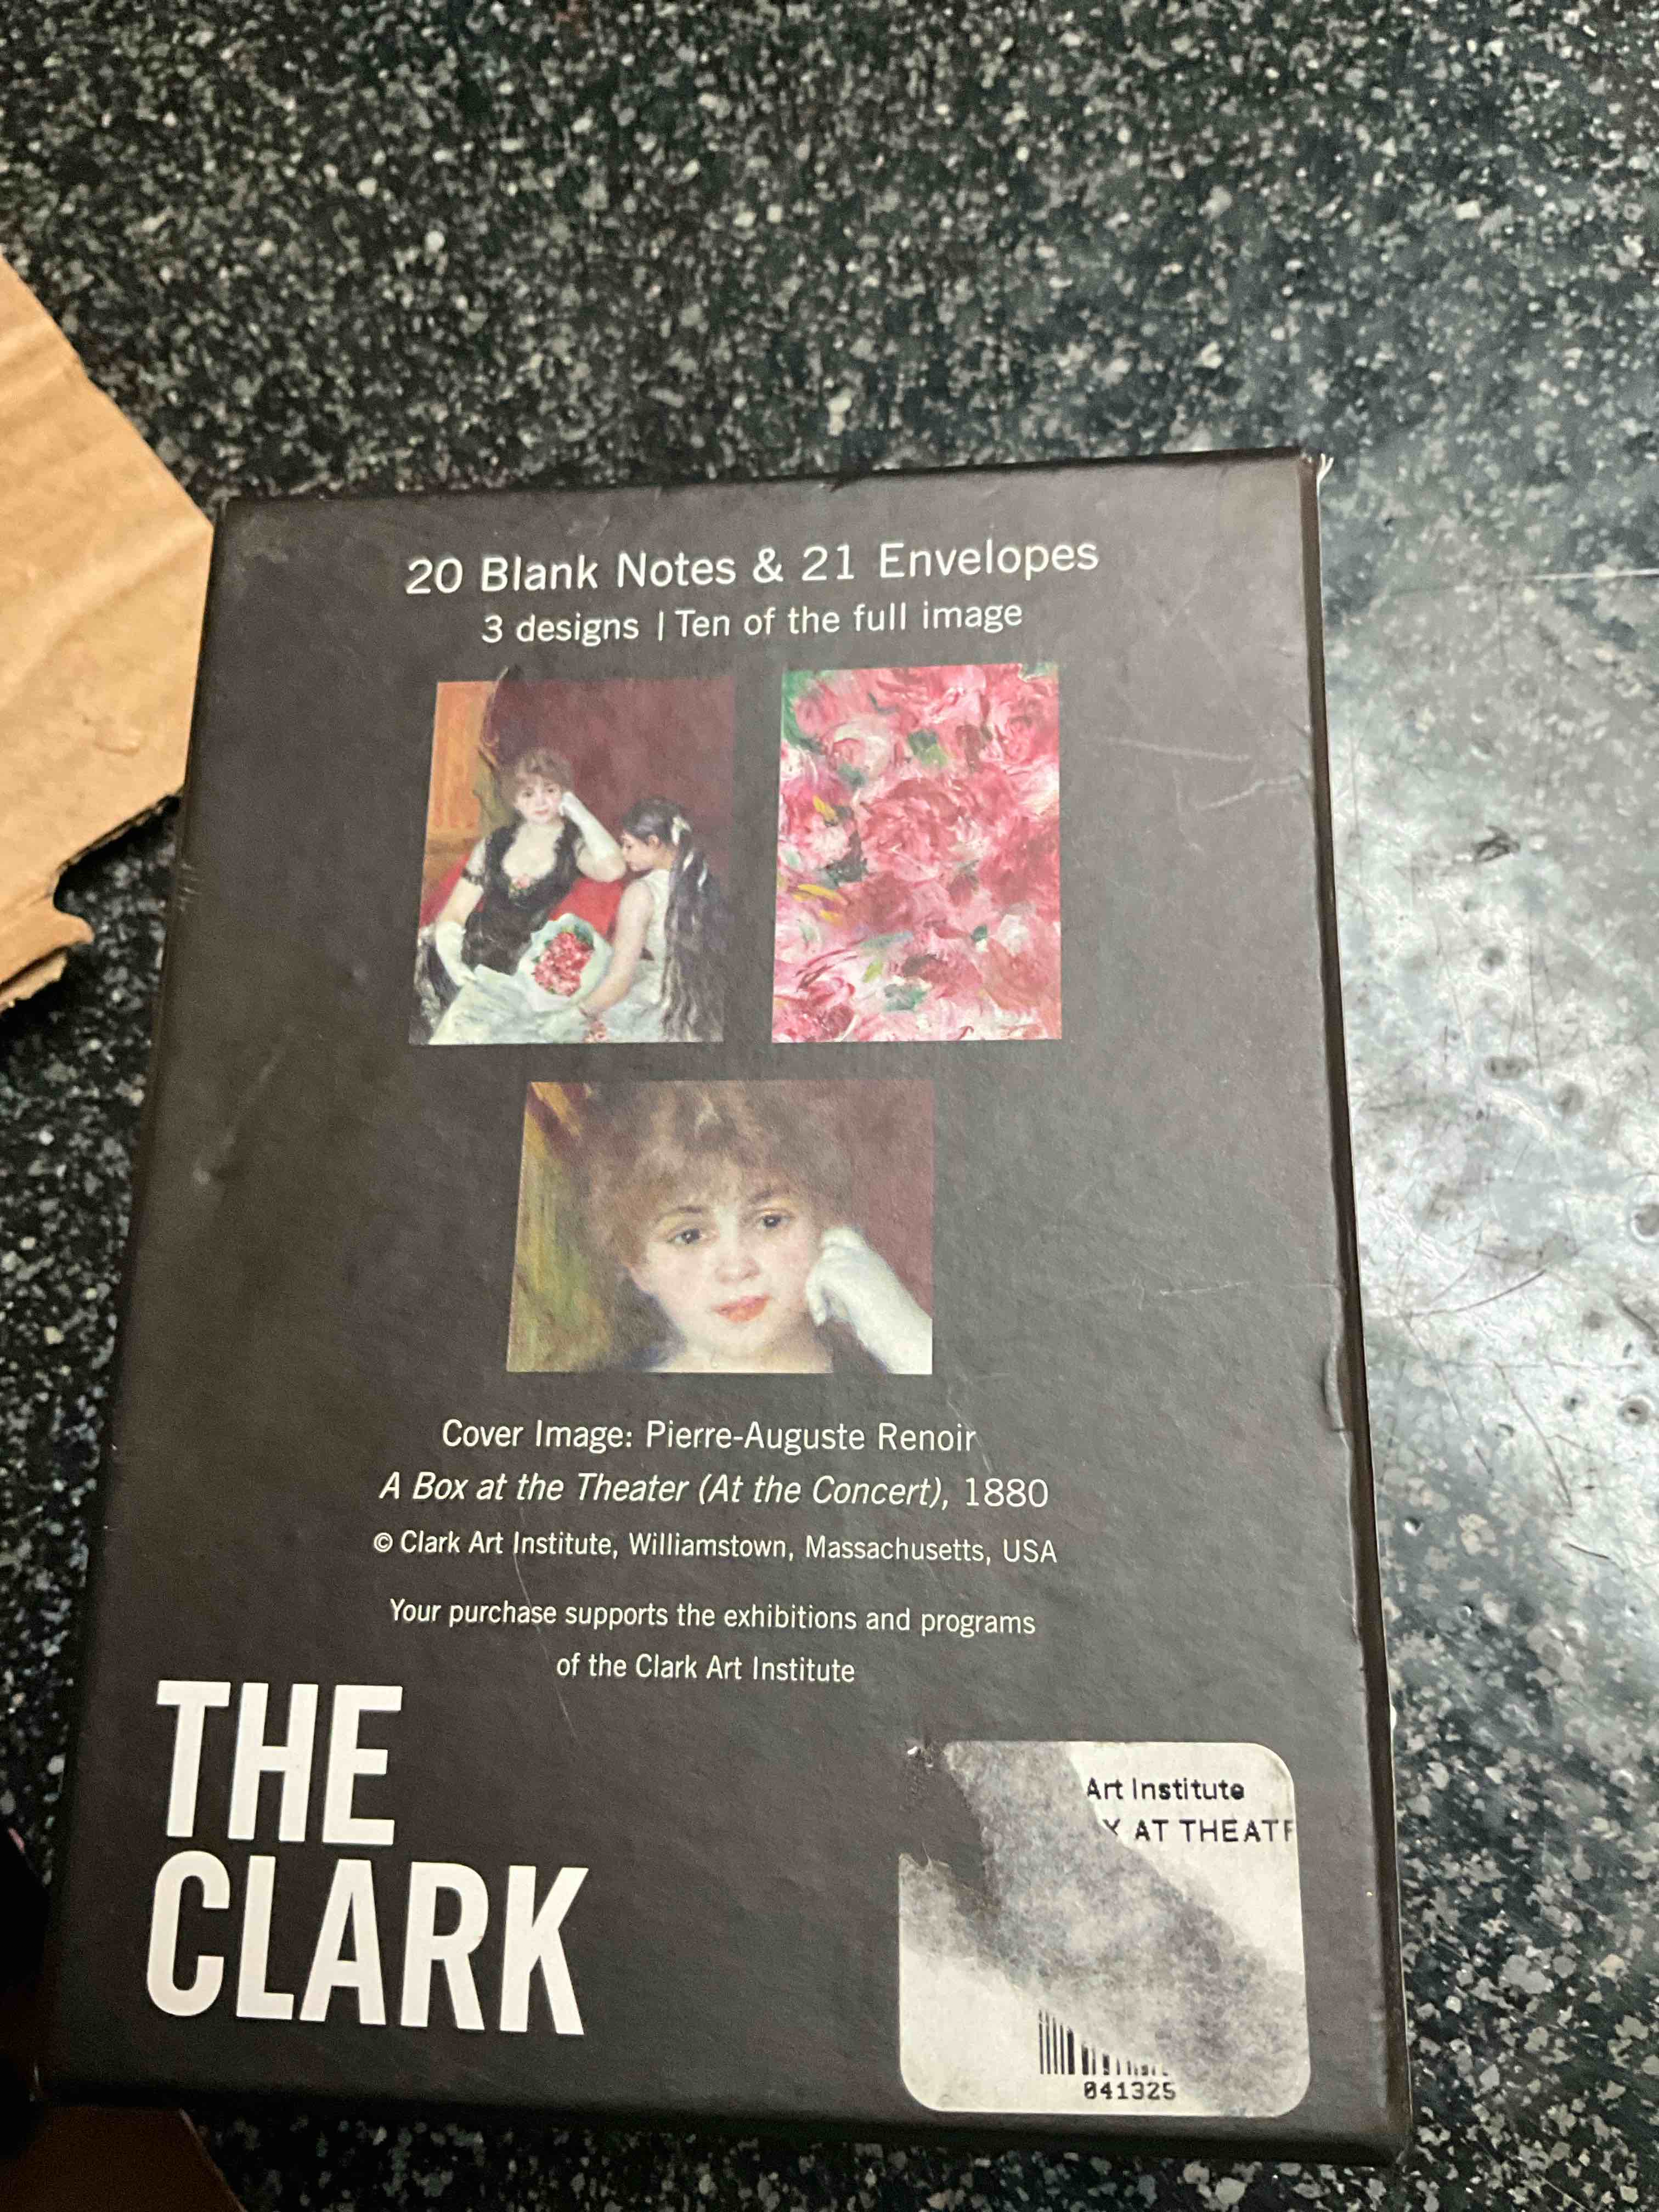 20 Blank Notes & 21 Envelopes
3 designs | Ten of the full image
Cover Image: Pierre-Auguste Renoir
A Box at the Theater (At the Concert), 1880
© Clark Art Institute, Williamstown, Massachusetts, USA
Your purchase supports the exhibitions and programs
of the Clark Art Institute
THE
CLARK
Art Institute
AT THEAT
041325